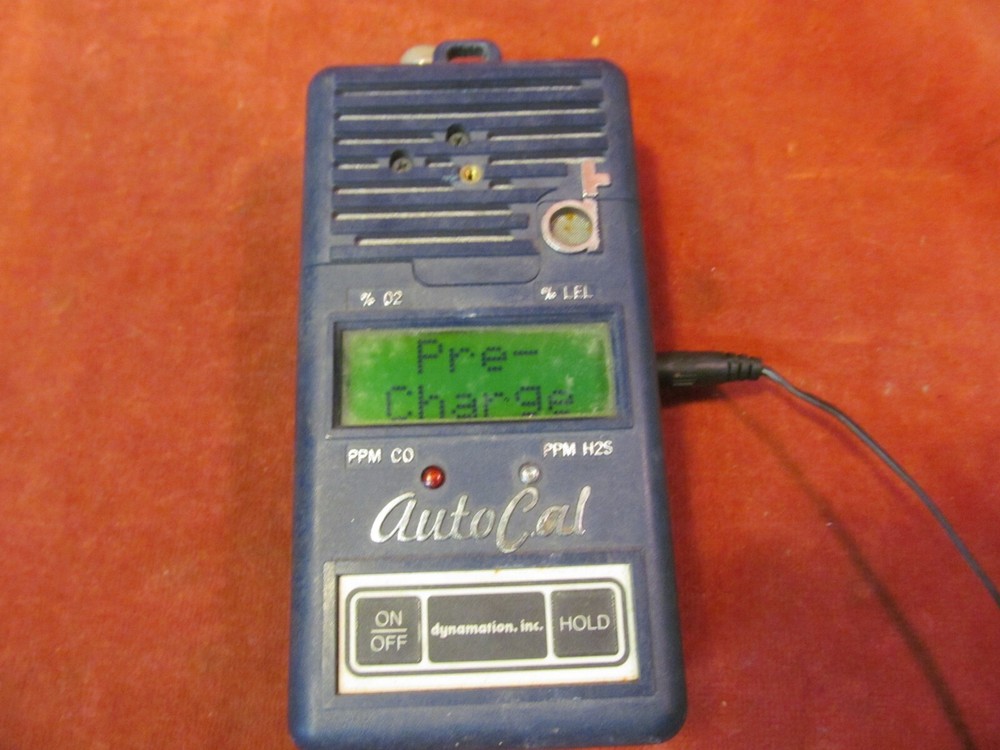 % O2
% LEL
Pre-
Charge
PPM CO
PPM H2S
AutoCal
ON
OFF
dynamation, inc.
HOLD